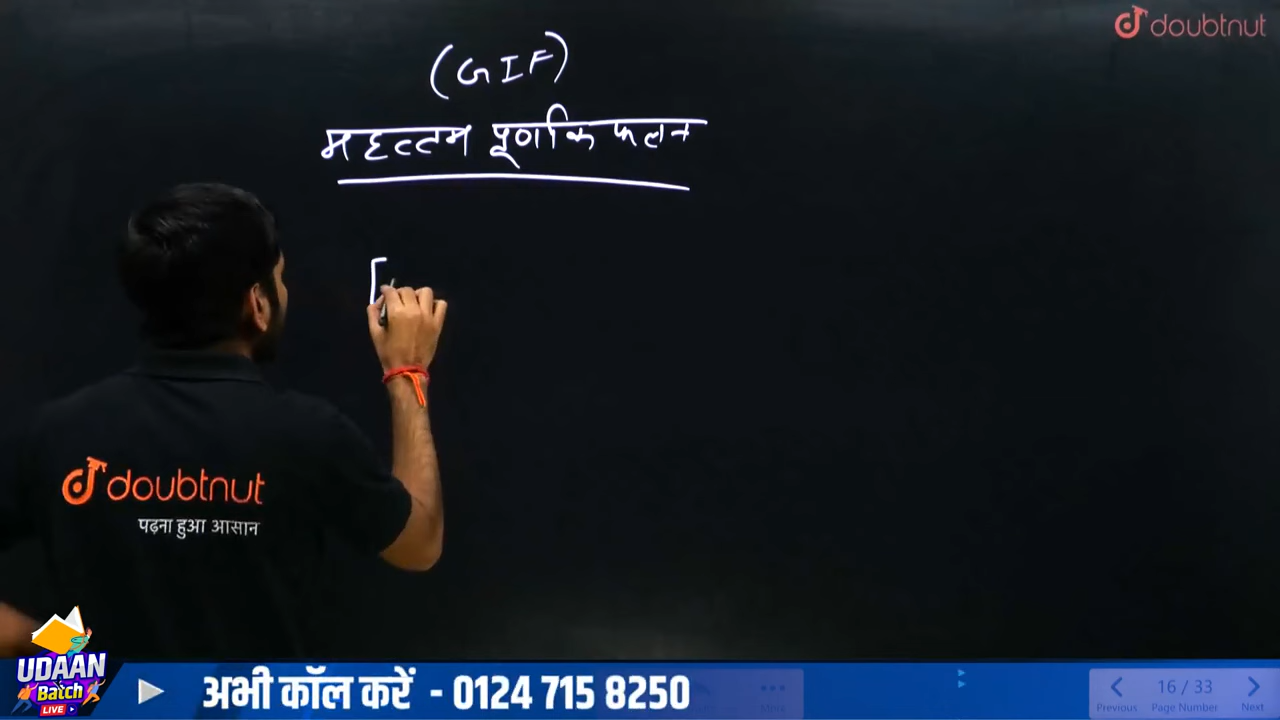 doubtnut
(GIF)
महत्तम पूर्णांक फलन
[
doubtnut
पढ़ना हुआ आसान
UDAAN
Batch
LIVE
अभी कॉल करें - 0124 715 8250
More
16 / 33
Previous Page Number Next